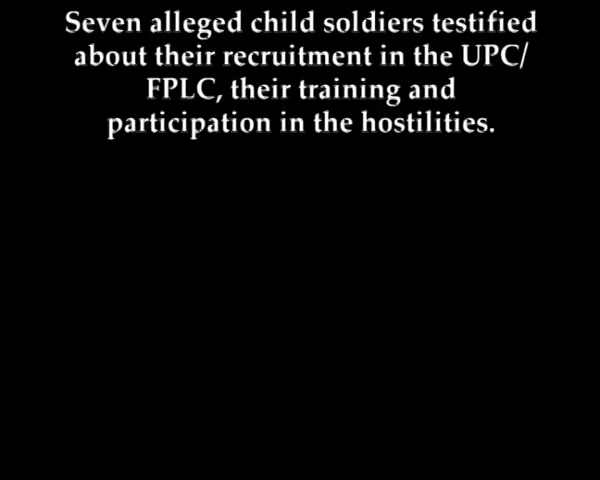 Seven alleged child soldiers testified
about their recruitment in the UPC/
FPLC, their training and
participation in the hostilities.